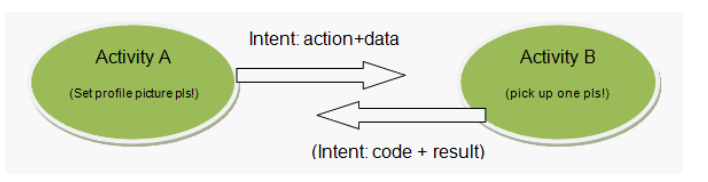 Intent: action+data
Activity A
(Set profile picture pls!)
Activity B
(pick up one pls!)
(Intent: code + result)